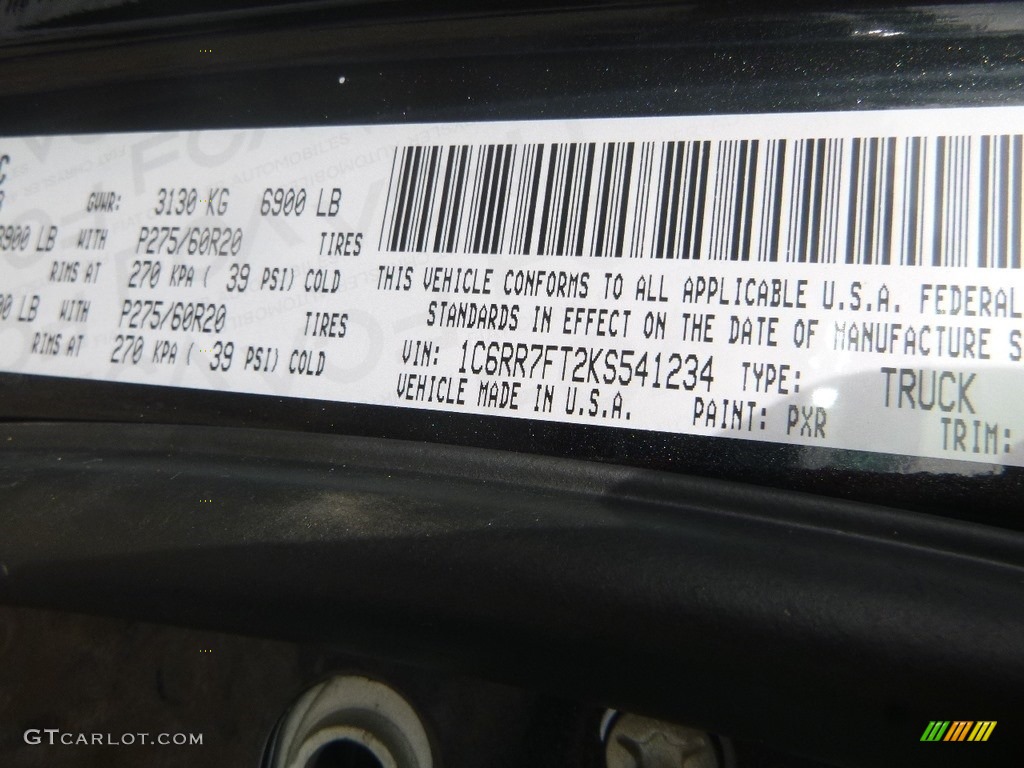 C
GVWR: 3130 KG 6900 LB
3900 LB WITH P275/60R20 TIRES
RIMS AT 270 KPA ( 39 PSI) COLD
00 LB WITH P275/60R20 TIRES
RIMS AT 270 KPA ( 39 PSI) COLD
THIS VEHICLE CONFORMS TO ALL APPLICABLE U.S.A. FEDERAL
STANDARDS IN EFFECT ON THE DATE OF MANUFACTURE S
VIN: 1C6RR7FT2KS541234 TYPE: TRUCK
VEHICLE MADE IN U.S.A. PAINT: PXR TRIM:
GTCARLOT.COM